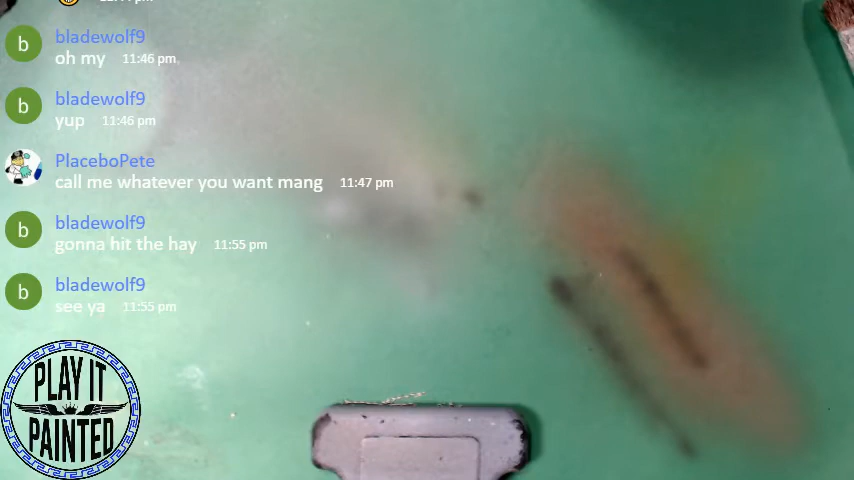 bladewolf9
oh my 11:46 pm
b
bladewolf9
yup 11:46 pm
b
PlaceboPete
call me whatever you want mang 11:47 pm
bladewolf9
gonna hit the hay 11:55 pm
b
bladewolf9
see ya 11:55 pm
b
PLAY IT
PAINTED